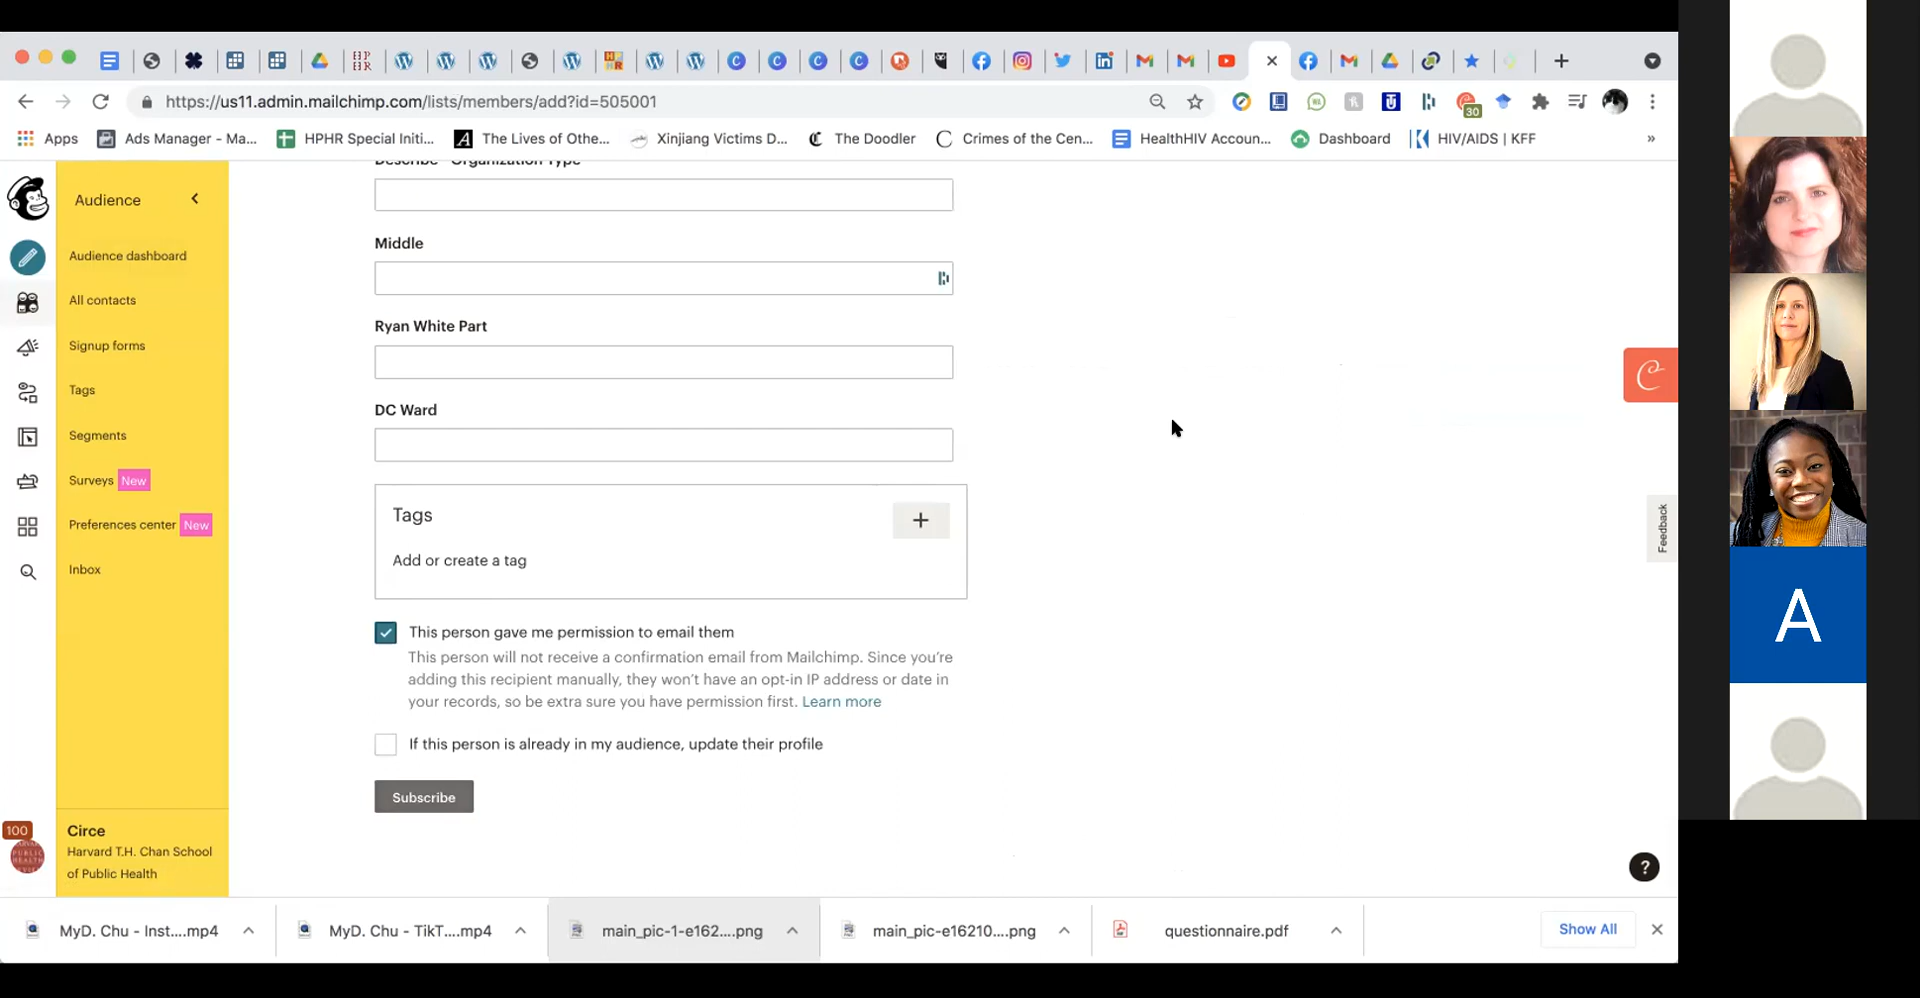 https://us11.admin.mailchimp.com/lists/members/add?id=505001
30
Apps
Ads Manager - Ma...
HPHR Special Initi...
The Lives of Othe...
Xinjiang Victims D...
The Doodler
Crimes of the Cen...
HealthHIV Accoun...
Dashboard
HIV/AIDS | KFF
»
Audience
Audience dashboard
All contacts
Signup forms
Tags
Segments
Surveys New
Preferences center New
Inbox
100
Circe
Harvard T.H. Chan School
of Public Health
Describe - Organization Type
Middle
Ryan White Part
DC Ward
Tags
+
Add or create a tag
This person gave me permission to email them
This person will not receive a confirmation email from Mailchimp. Since you’re
adding this recipient manually, they won’t have an opt-in IP address or date in
your records, so be extra sure you have permission first. Learn more
If this person is already in my audience, update their profile
Subscribe
Feedback
?
A
MyD. Chu - Inst....mp4
MyD. Chu - TikT....mp4
main_pic-1-e162....png
main_pic-e16210....png
questionnaire.pdf
Show All